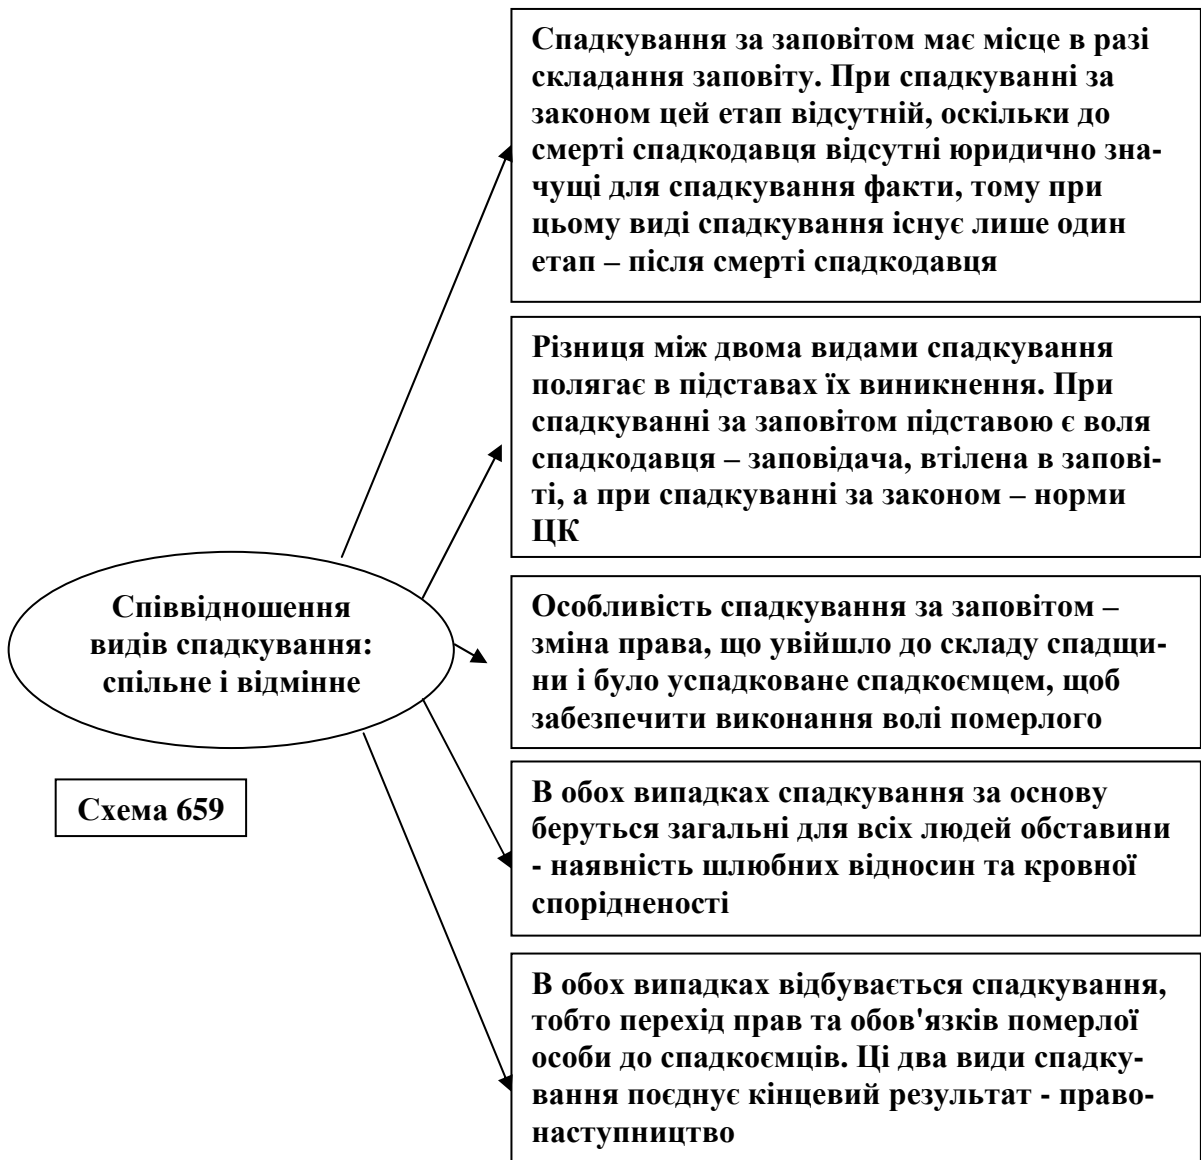 Спадкування за заповітом має місце в разі
складання заповіту. При спадкуванні за
законом цей етап відсутній, оскільки до
смерті спадкодавця відсутні юридично зна-
чущі для спадкування факти, тому при
цьому виді спадкування існує лише один
етап – після смерті спадкодавця
Різниця між двома видами спадкування
полягає в підставах їх виникнення. При
спадкуванні за заповітом підставою є воля
спадкодавця – заповідача, втілена в запові-
ті, а при спадкуванні за законом – норми
ЦК
Співвідношення
видів спадкування:
спільне і відмінне
Особливість спадкування за заповітом –
зміна права, що увійшло до складу спадщи-
ни і було успадковане спадкоємцем, щоб
забезпечити виконання волі померлого
Схема 659
В обох випадках спадкування за основу
беруться загальні для всіх людей обставини
- наявність шлюбних відносин та кровної
спорідненості
В обох випадках відбувається спадкування,
тобто перехід прав та обов'язків померлої
особи до спадкоємців. Ці два види спадку-
вання поєднує кінцевий результат - право-
наступництво